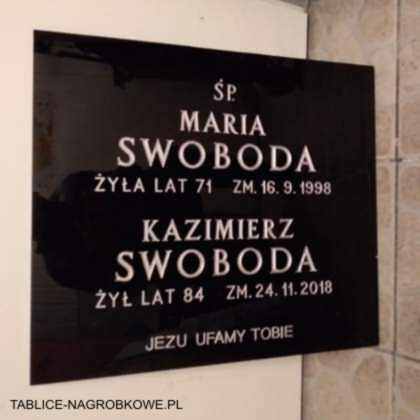 ŚP.
MARIA
SWOBODA
ŻYŁA LAT 71 ZM. 16. 9. 1998
KAZIMIERZ
SWOBODA
ŻYŁ LAT 84 ZM. 24. 11. 2018
JEZU UFAMY TOBIE
TABLICE-NAGROBKOWE.PL